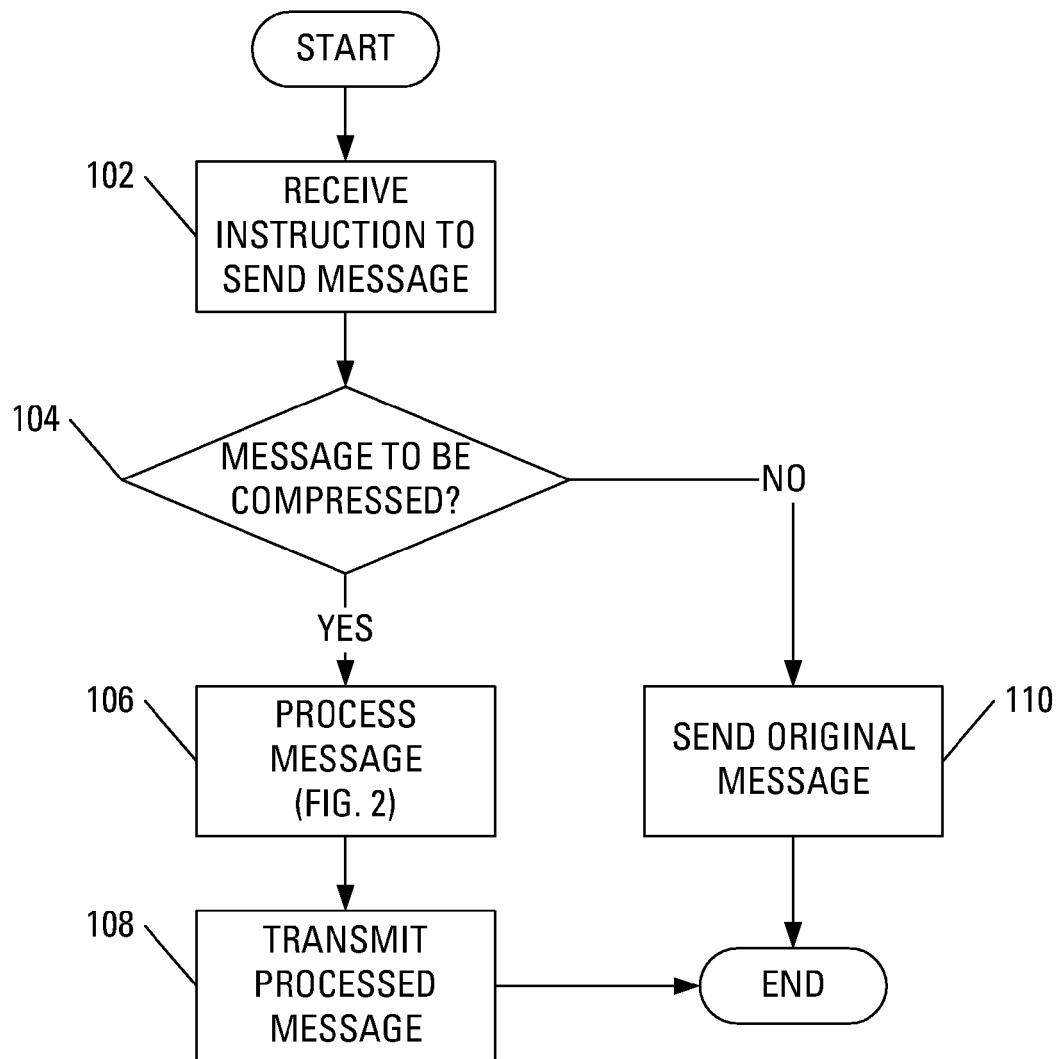 START
102
RECEIVE
INSTRUCTION TO
SEND MESSAGE
104
MESSAGE TO BE
COMPRESSED?
NO
YES
106
PROCESS
MESSAGE
(FIG. 2)
SEND ORIGINAL
MESSAGE
110
108
TRANSMIT
PROCESSED
MESSAGE
END